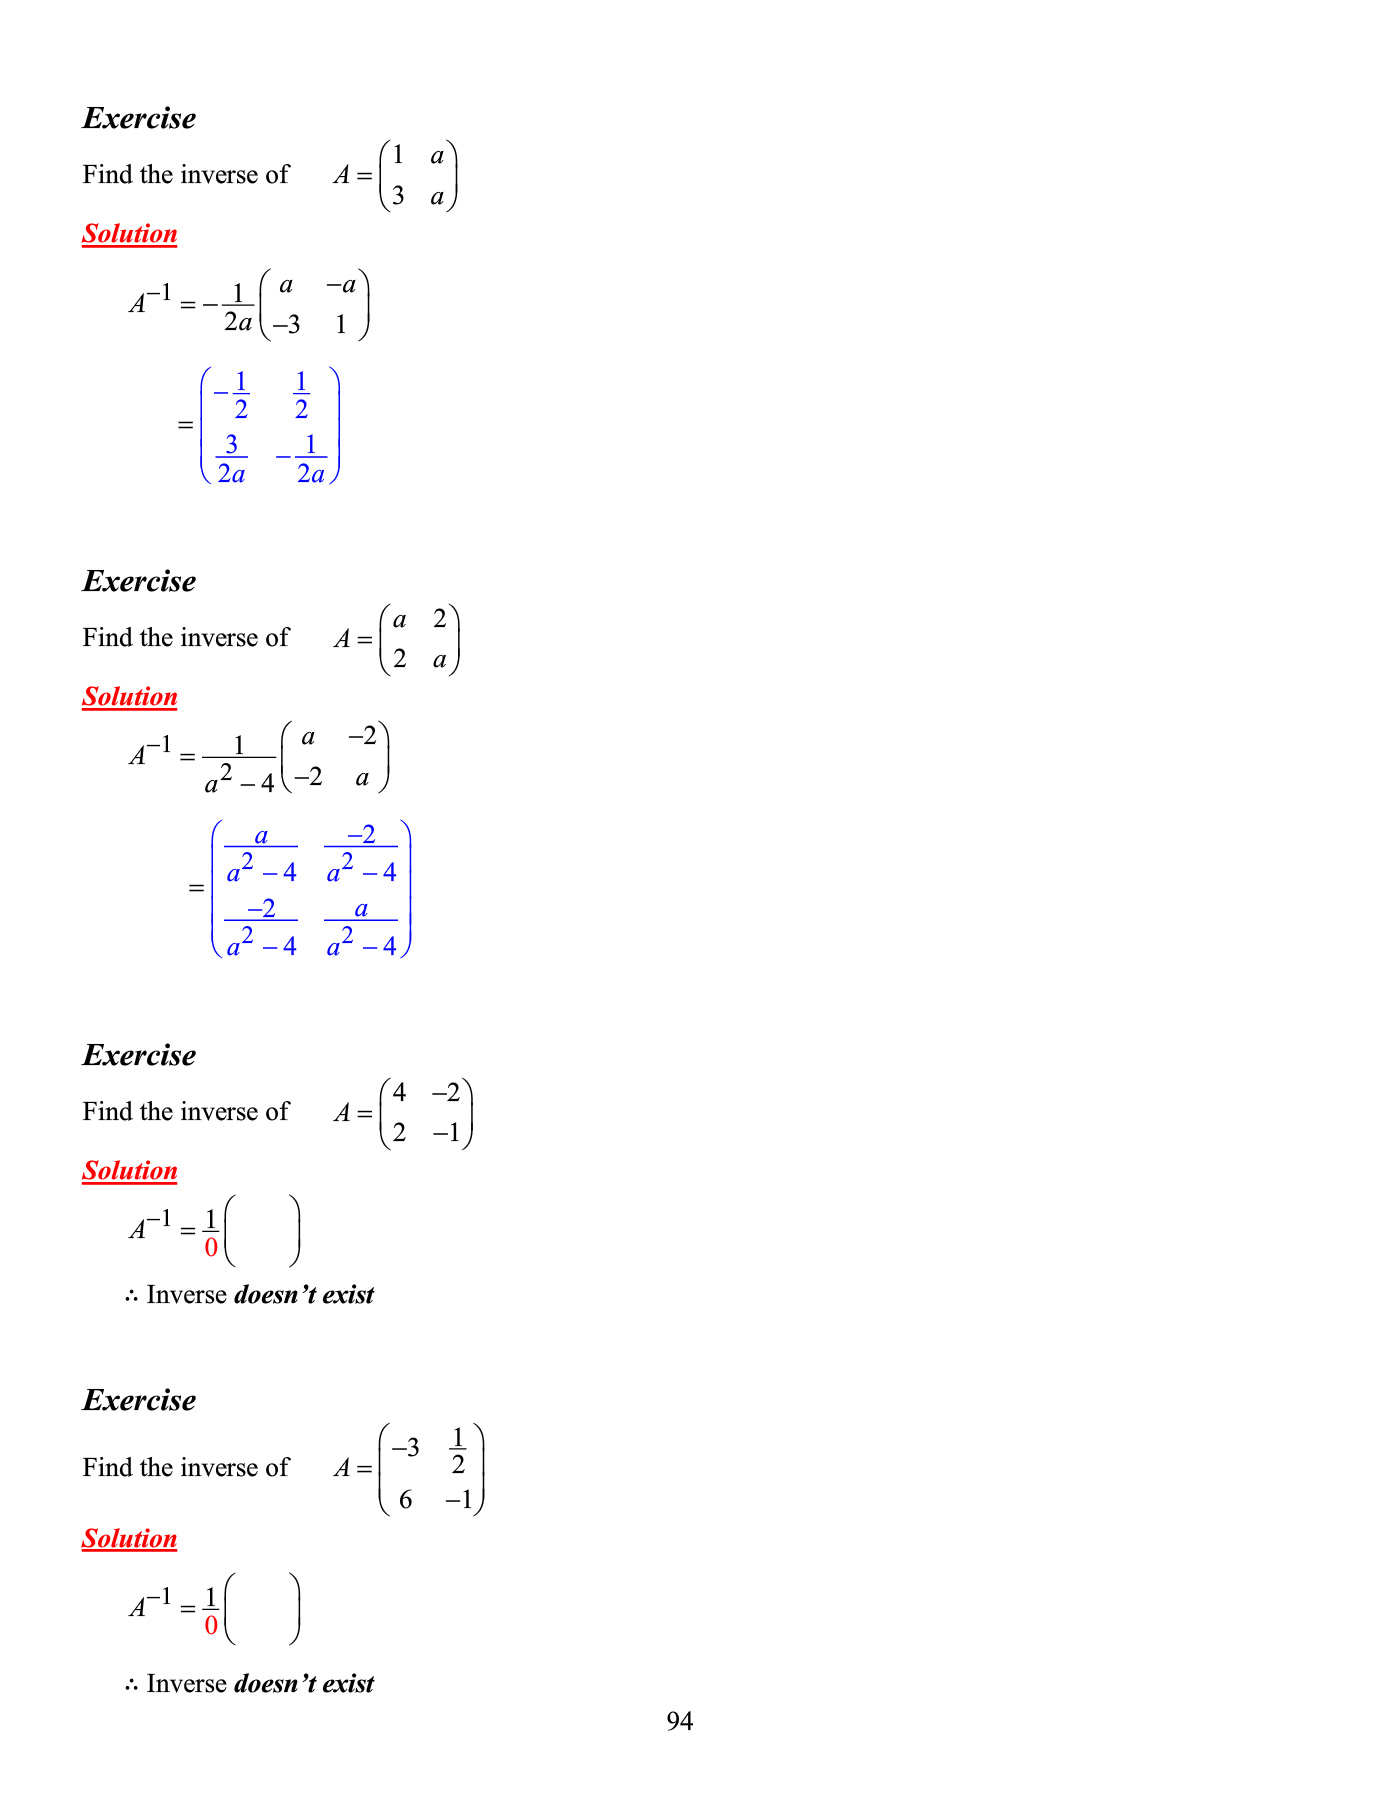 Exercise
Find the inverse of A = \begin{pmatrix} 1 & a \\ 3 & a \end{pmatrix}
Solution
A^{-1} = -\frac{1}{2a} \begin{pmatrix} a & -a \\ -3 & 1 \end{pmatrix}
= \begin{pmatrix} -\frac{1}{2} & \frac{1}{2} \\ \frac{3}{2a} & -\frac{1}{2a} \end{pmatrix}
Exercise
Find the inverse of A = \begin{pmatrix} a & 2 \\ 2 & a \end{pmatrix}
Solution
A^{-1} = \frac{1}{a^2 - 4} \begin{pmatrix} a & -2 \\ -2 & a \end{pmatrix}
= \begin{pmatrix} \frac{a}{a^2 - 4} & \frac{-2}{a^2 - 4} \\ \frac{-2}{a^2 - 4} & \frac{a}{a^2 - 4} \end{pmatrix}
Exercise
Find the inverse of A = \begin{pmatrix} 4 & -2 \\ 2 & -1 \end{pmatrix}
Solution
A^{-1} = \frac{1}{0} \begin{pmatrix} & \\ & \end{pmatrix}
∴ Inverse doesn’t exist
Exercise
Find the inverse of A = \begin{pmatrix} -3 & \frac{1}{2} \\ 6 & -1 \end{pmatrix}
Solution
A^{-1} = \frac{1}{0} \begin{pmatrix} & \\ & \end{pmatrix}
∴ Inverse doesn’t exist
94